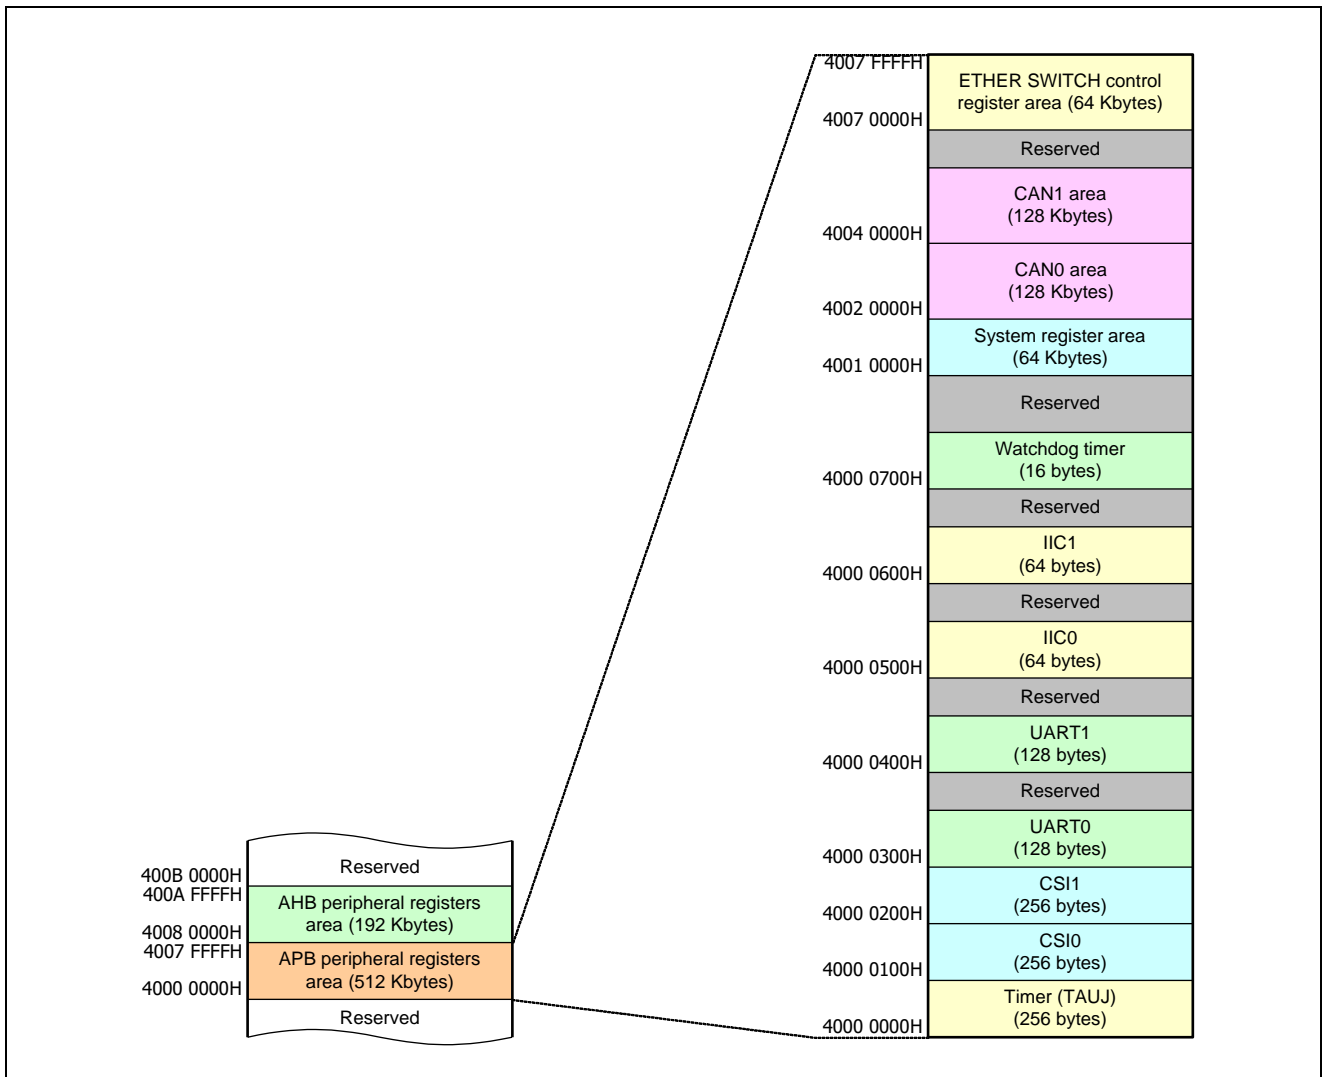 4007 FFFFH
ETHER SWITCH control
register area (64 Kbytes)
4007 0000H
Reserved
CAN1 area
(128 Kbytes)
4004 0000H
CAN0 area
(128 Kbytes)
4002 0000H
System register area
(64 Kbytes)
4001 0000H
Reserved
Watchdog timer
(16 bytes)
4000 0700H
Reserved
IIC1
(64 bytes)
4000 0600H
Reserved
IIC0
(64 bytes)
4000 0500H
Reserved
UART1
(128 bytes)
4000 0400H
Reserved
UART0
(128 bytes)
4000 0300H
CSI1
(256 bytes)
4000 0200H
CSI0
(256 bytes)
4000 0100H
Timer (TAUJ)
(256 bytes)
4000 0000H
Reserved
400B 0000H
400A FFFFH
AHB peripheral registers
area (192 Kbytes)
4008 0000H
4007 FFFFH
APB peripheral registers
area (512 Kbytes)
4000 0000H
Reserved